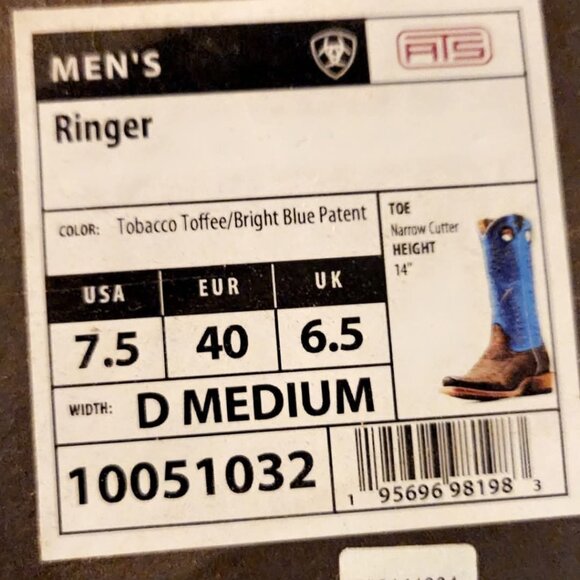 MEN'S
ATS
Ringer
COLOR: Tobacco Toffee/Bright Blue Patent
TOE
Narrow Cutter
HEIGHT
14"
USA EUR UK
7.5 40 6.5
WIDTH: D MEDIUM
10051032
1 95696 98198 3